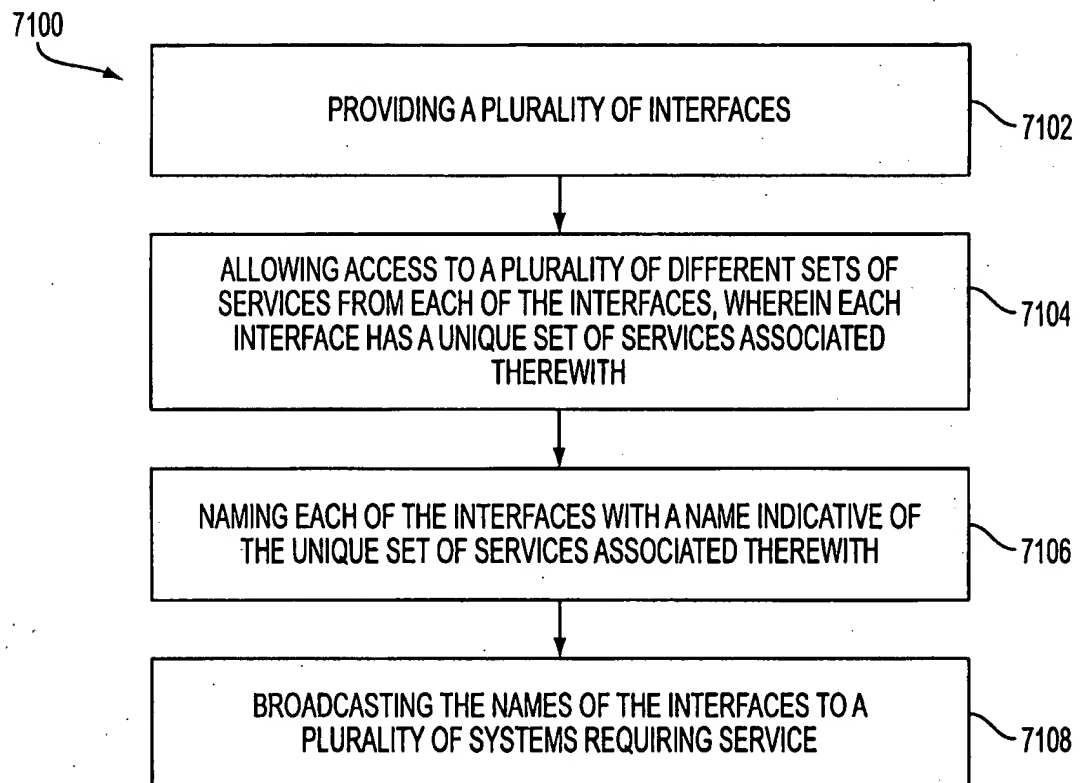 7100
PROVIDING A PLURALITY OF INTERFACES
7102
ALLOWING ACCESS TO A PLURALITY OF DIFFERENT SETS OF
SERVICES FROM EACH OF THE INTERFACES, WHEREIN EACH
INTERFACE HAS A UNIQUE SET OF SERVICES ASSOCIATED
THEREWITH
7104
NAMING EACH OF THE INTERFACES WITH A NAME INDICATIVE OF
THE UNIQUE SET OF SERVICES ASSOCIATED THEREWITH
7106
BROADCASTING THE NAMES OF THE INTERFACES TO A
PLURALITY OF SYSTEMS REQUIRING SERVICE
7108